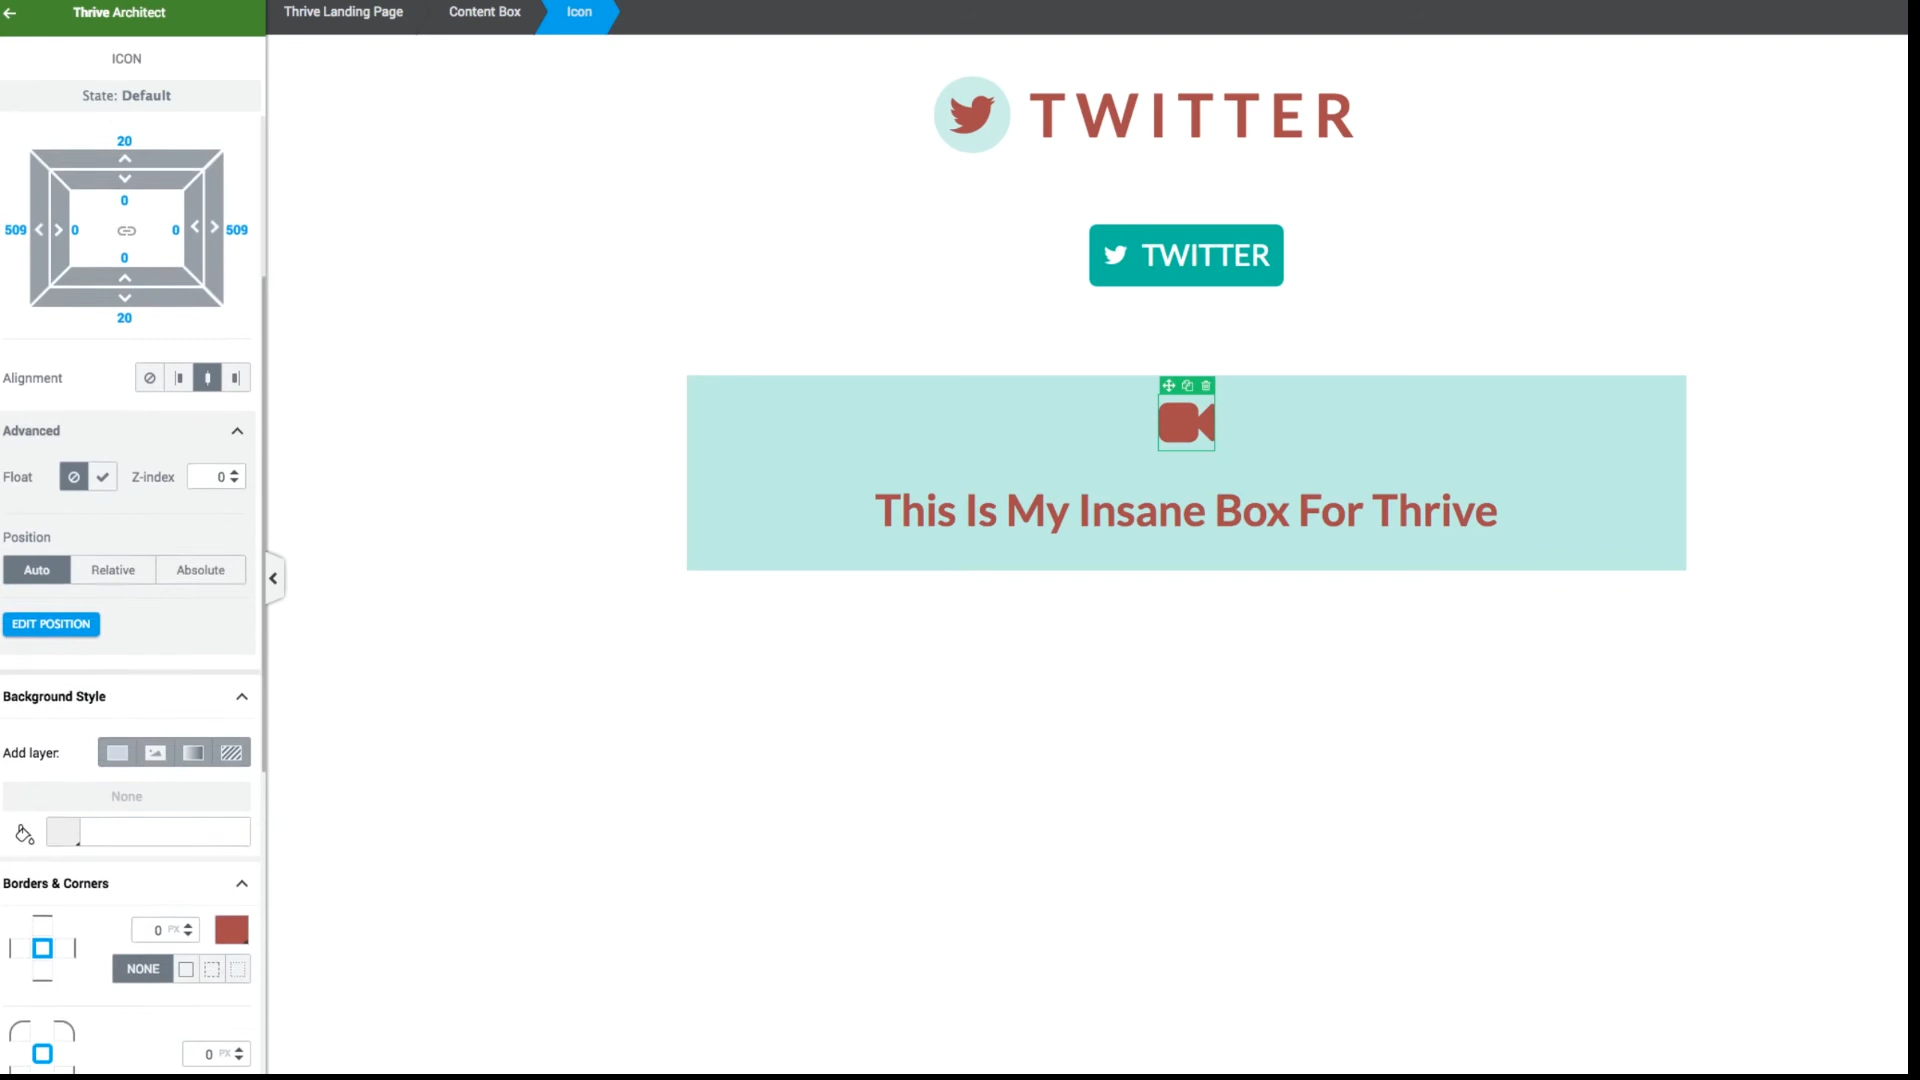 Thrive Architect
Thrive Landing Page
Content Box
Icon
ICON
State: Default
20
0
509
0
0
509
0
20
Alignment
Advanced
Float
Z-index
0
Position
Auto
Relative
Absolute
EDIT POSITION
Background Style
Add layer:
None
Borders & Corners
0 PX
NONE
0 PX
TWITTER
TWITTER
This Is My Insane Box For Thrive